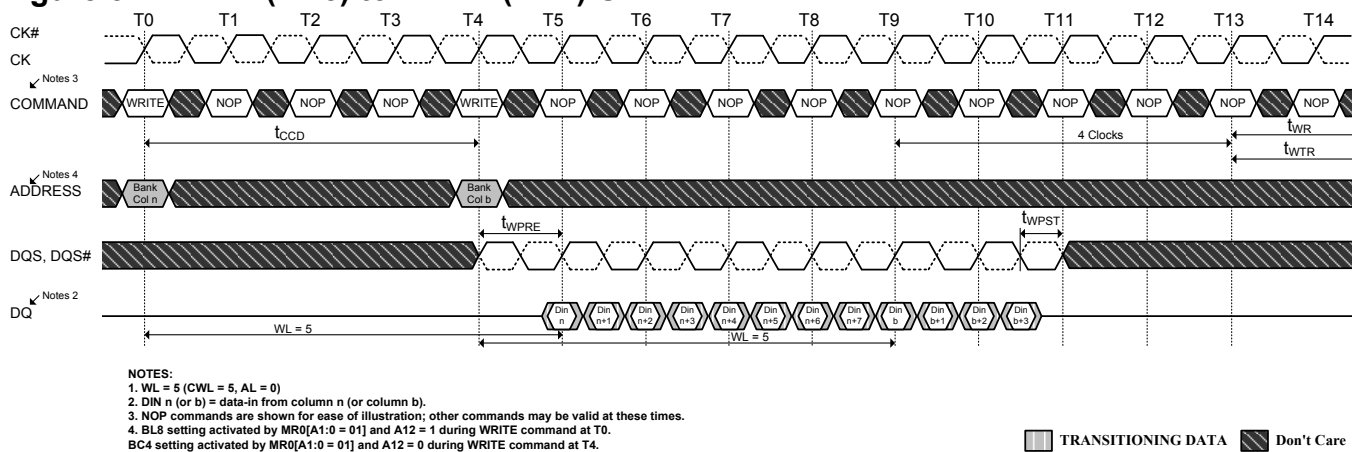 T0 T1 T2 T3 T4 T5 T6 T7 T8 T9 T10 T11 T12 T13 T14
CK#
CK
Notes 3
COMMAND WRITE NOP NOP NOP WRITE NOP NOP NOP NOP NOP NOP NOP NOP NOP NOP
tCCD 4 Clocks tWR
tWTR
Notes 4
ADDRESS
Bank Bank
Col n Col b
tWPRE tWPST
DQS, DQS#
Notes 2
DQ
Din Din Din Din Din Din Din Din Din Din Din Din
n n+1 n+2 n+3 n+4 n+5 n+6 n+7 b b+1 b+2 b+3
WL = 5 WL = 5
NOTES:
1. WL = 5 (CWL = 5, AL = 0)
2. DIN n (or b) = data-in from column n (or column b).
3. NOP commands are shown for ease of illustration; other commands may be valid at these times.
4. BL8 setting activated by MR0[A1:0 = 01] and A12 = 1 during WRITE command at T0.
BC4 setting activated by MR0[A1:0 = 01] and A12 = 0 during WRITE command at T4.
TRANSITIONING DATA Don't Care